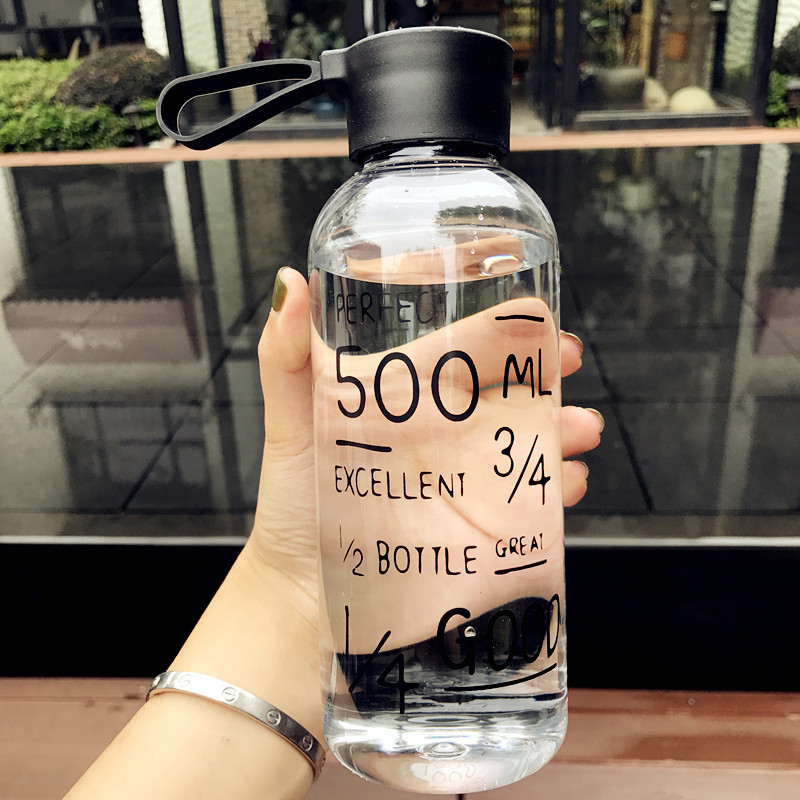 PERFECT
500 ML
EXCELLENT 3/4
1/2 BOTTLE GREAT
1/4 GOOD